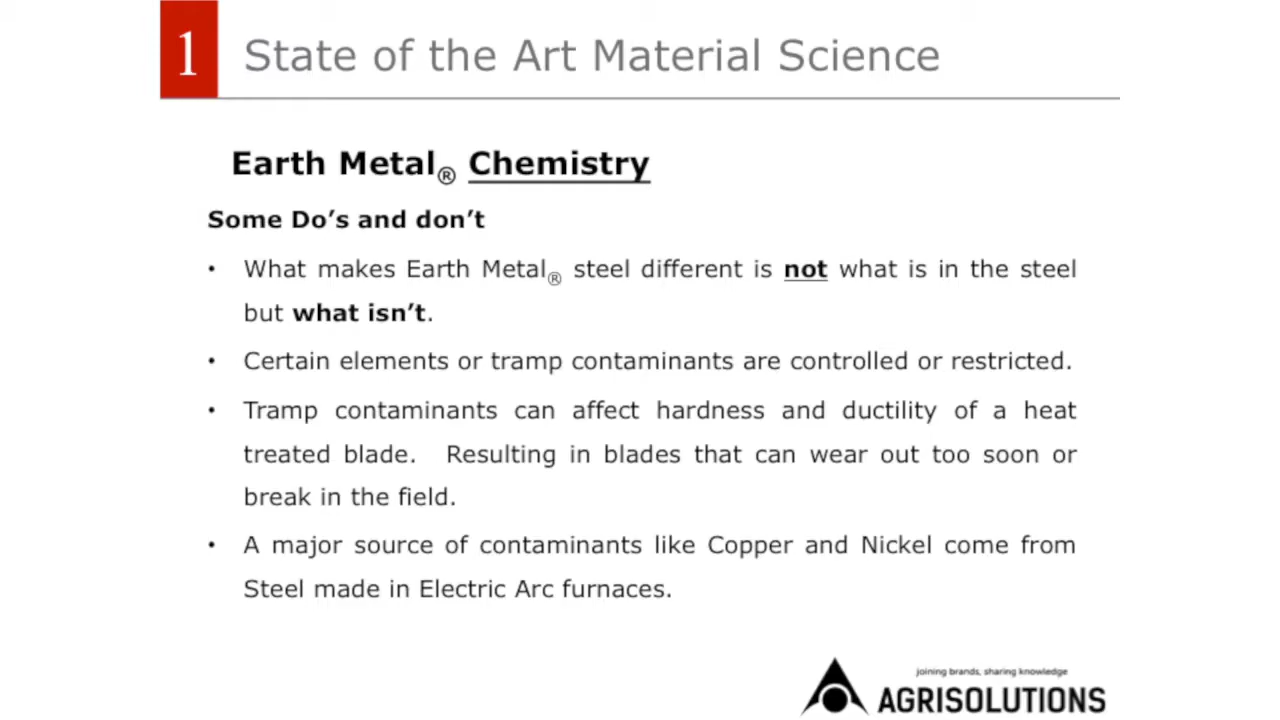 1
State of the Art Material Science
Earth Metal® Chemistry
Some Do's and don't
• What makes Earth Metal® steel different is not what is in the steel
but what isn't.
• Certain elements or tramp contaminants are controlled or restricted.
• Tramp contaminants can affect hardness and ductility of a heat
treated blade. Resulting in blades that can wear out too soon or
break in the field.
• A major source of contaminants like Copper and Nickel come from
Steel made in Electric Arc furnaces.
joining brands, sharing knowledge
AGRISOLUTIONS